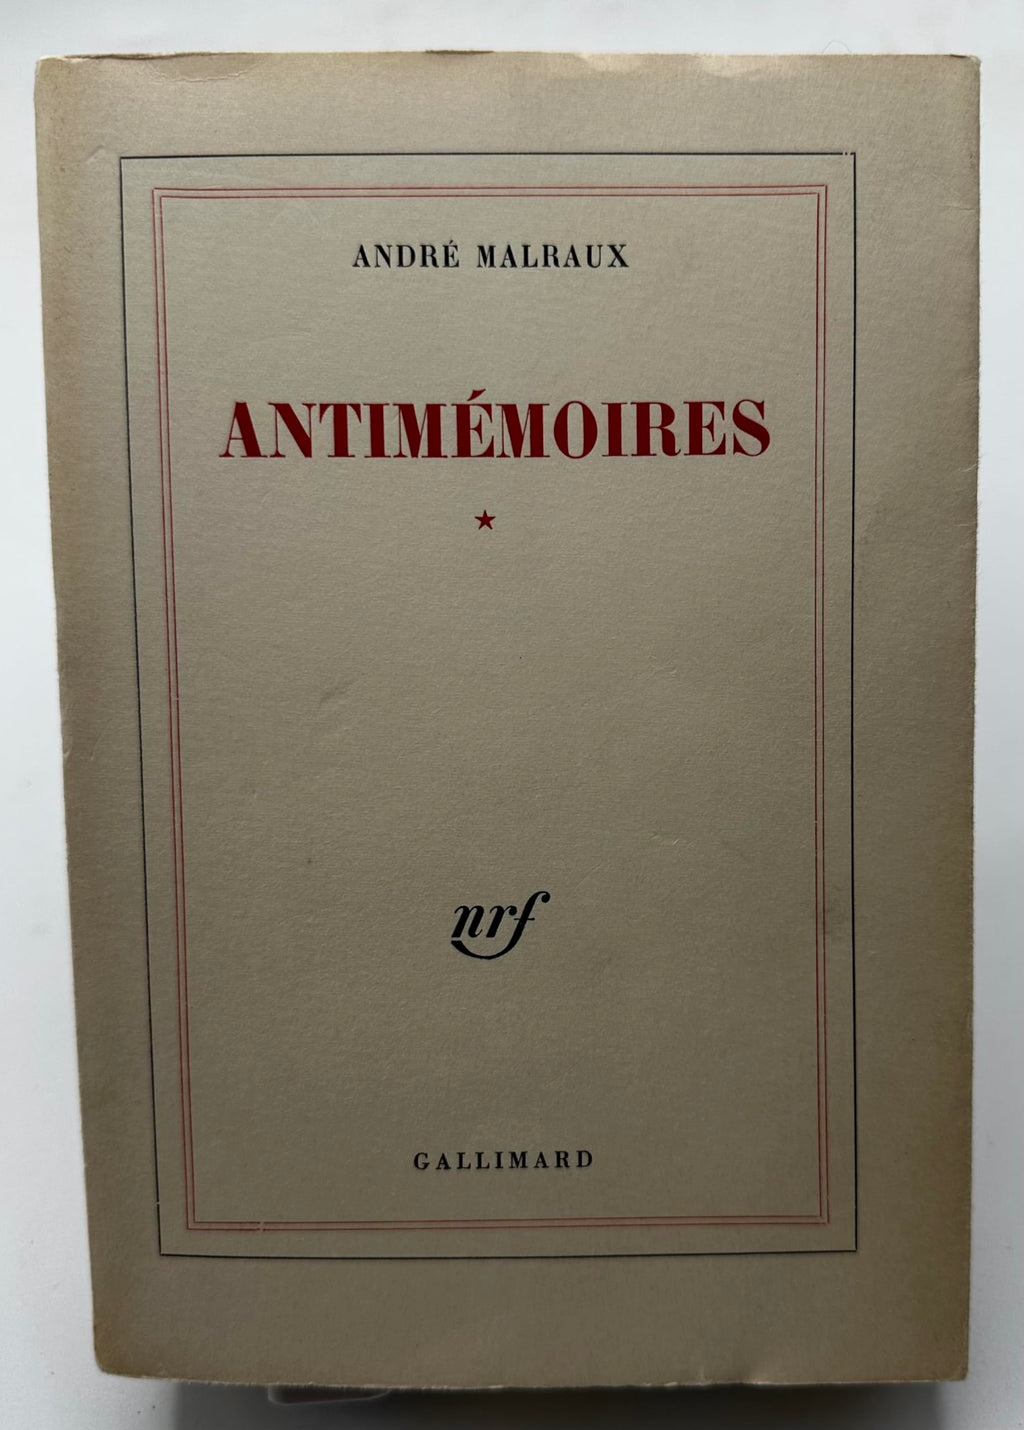 ANDRÉ MALRAUX
ANTIMÉMOIRES
★
nrf
GALLIMARD